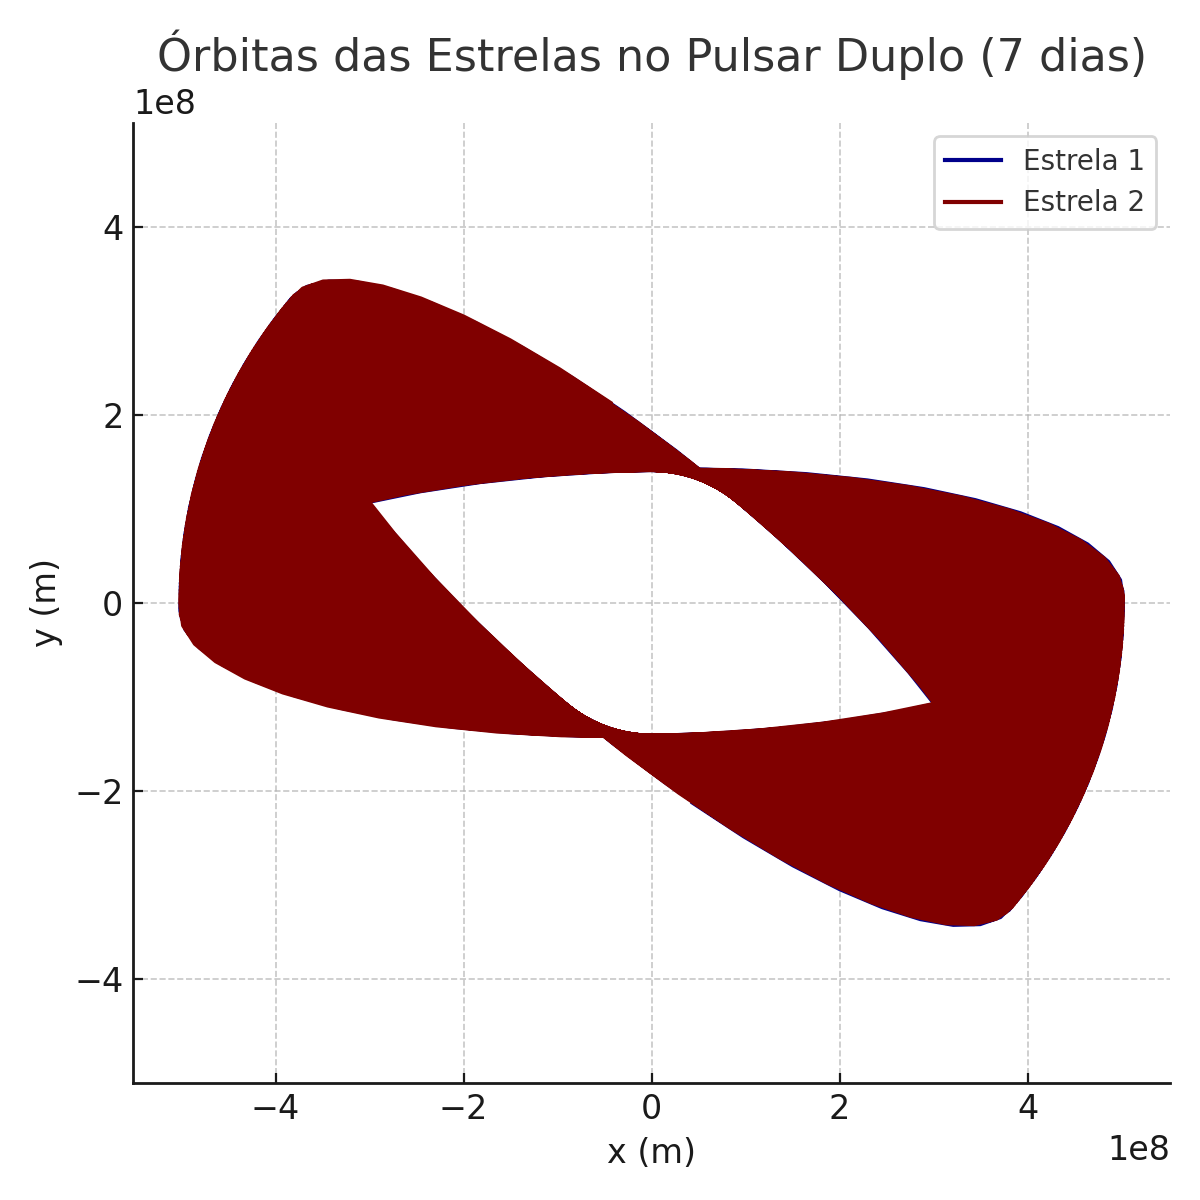 Órbitas das Estrelas no Pulsar Duplo (7 dias)
1e8
Estrela 1
Estrela 2
4
2
0
−2
−4
y (m)
−4
−2
0
2
4
x (m)
1e8